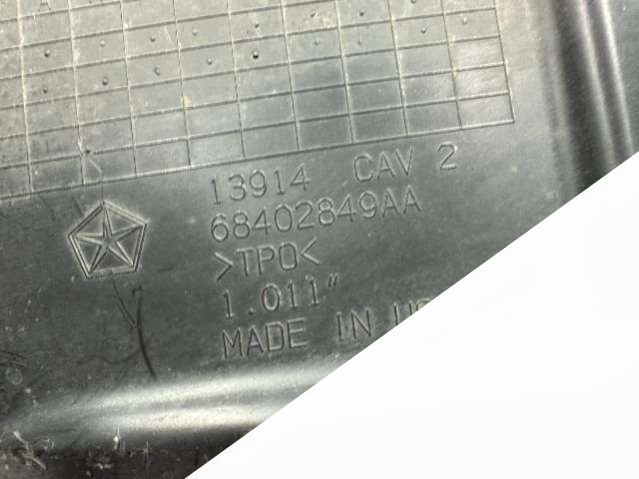 13914 CAV 2
68402849AA
>TPO<
1.011"
MADE IN